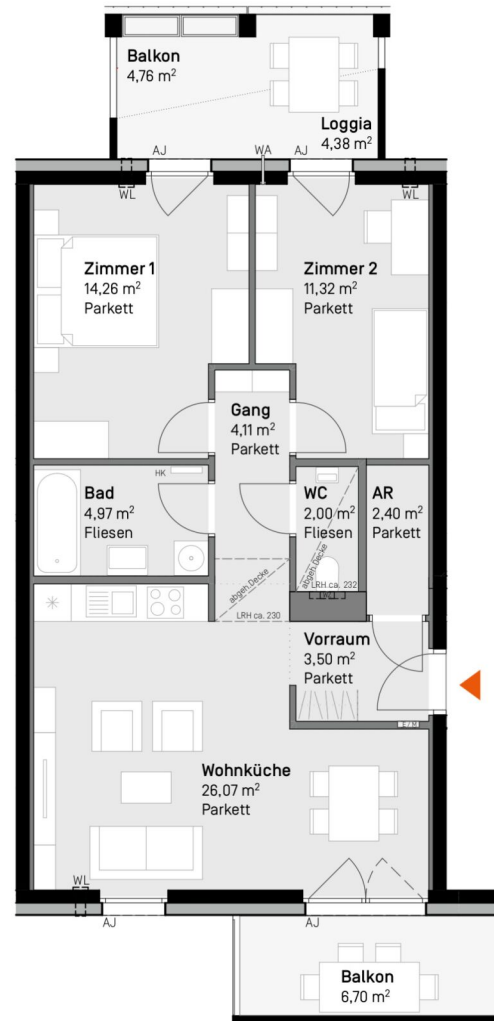 Balkon
4,76 m²
Loggia
4,38 m²
AJ
WA
AJ
WL
WL
Zimmer 1
14,26 m²
Parkett
Zimmer 2
11,32 m²
Parkett
Gang
4,11 m²
Parkett
HK
Bad
4,97 m²
Fliesen
WC
2,00 m²
Fliesen
AR
2,40 m²
Parkett
abgeh.Decke
abgeh.Decke
LRH ca. 232
LRH ca. 230
Vorraum
3,50 m²
Parkett
E / M
Wohnküche
26,07 m²
Parkett
WL
AJ
AJ
Balkon
6,70 m²